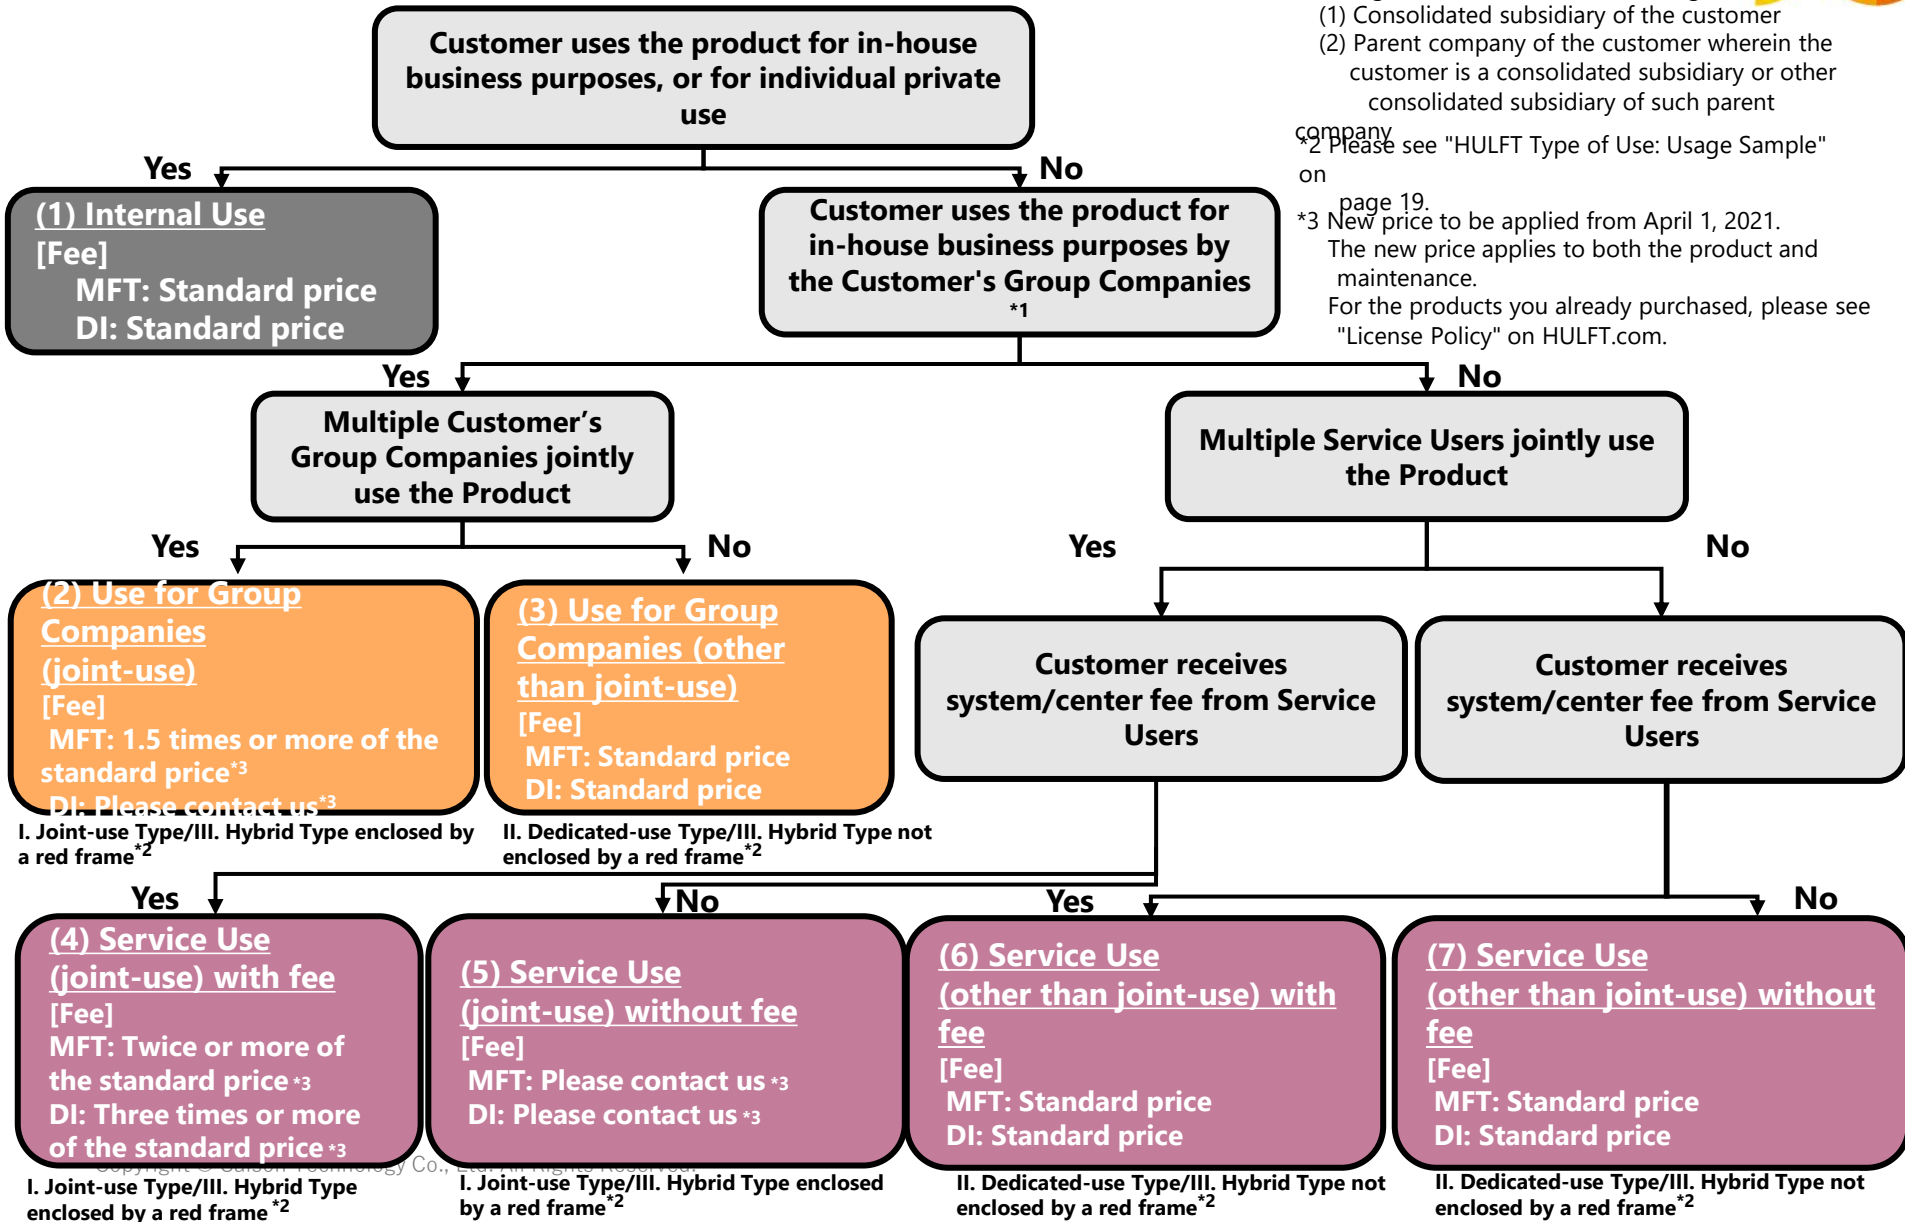 (1) Consolidated subsidiary of the customer
(2) Parent company of the customer wherein the
customer is a consolidated subsidiary or other
consolidated subsidiary of such parent
company
*2 Please see "HULFT Type of Use: Usage Sample"
on
page 19.
*3 New price to be applied from April 1, 2021.
The new price applies to both the product and
maintenance.
For the products you already purchased, please see
"License Policy" on HULFT.com.
Customer uses the product for in-house
business purposes, or for individual private
use
Yes
No
(1) Internal Use
[Fee]
MFT: Standard price
DI: Standard price
Customer uses the product for
in-house business purposes by
the Customer's Group Companies
*1
Yes
No
Multiple Customer’s
Group Companies jointly
use the Product
Multiple Service Users jointly use
the Product
Yes
No
Yes
No
(2) Use for Group
Companies
(joint-use)
[Fee]
MFT: 1.5 times or more of the
standard price*3
DI: Please contact us*3
I. Joint-use Type/III. Hybrid Type enclosed by
a red frame*2
(3) Use for Group
Companies (other
than joint-use)
[Fee]
MFT: Standard price
DI: Standard price
II. Dedicated-use Type/III. Hybrid Type not
enclosed by a red frame*2
Customer receives
system/center fee from Service
Users
Customer receives
system/center fee from Service
Users
Yes
No
Yes
No
(4) Service Use
(joint-use) with fee
[Fee]
MFT: Twice or more of
the standard price *3
DI: Three times or more
of the standard price *3
I. Joint-use Type/III. Hybrid Type
enclosed by a red frame *2
(5) Service Use
(joint-use) without fee
[Fee]
MFT: Please contact us *3
DI: Please contact us *3
I. Joint-use Type/III. Hybrid Type enclosed
by a red frame*2
(6) Service Use
(other than joint-use) with
fee
[Fee]
MFT: Standard price
DI: Standard price
II. Dedicated-use Type/III. Hybrid Type not
enclosed by a red frame*2
(7) Service Use
(other than joint-use) without
fee
[Fee]
MFT: Standard price
DI: Standard price
II. Dedicated-use Type/III. Hybrid Type not
enclosed by a red frame*2
Copyright © Saison Technology Co., Ltd. All Rights Reserved.